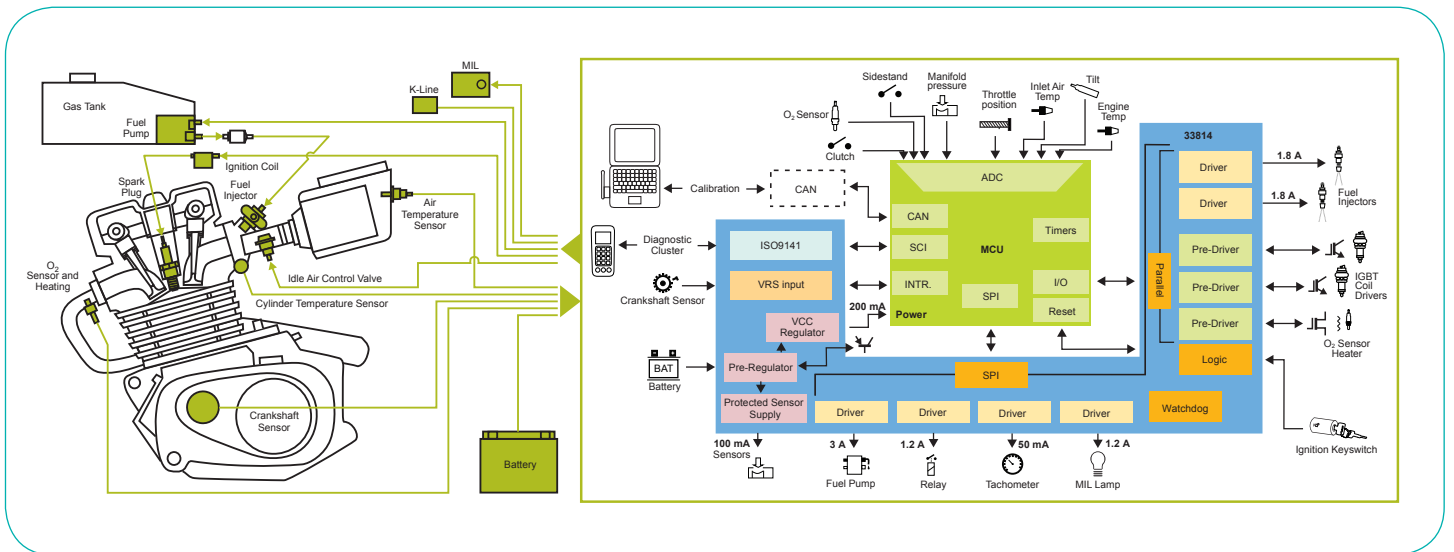 MIL
K-Line
Gas Tank
Fuel
Pump
Ignition Coil
Spark
Plug
Fuel
Injector
Air
Temperature
Sensor
O2
Sensor and
Heating
Idle Air Control Valve
Cylinder Temperature Sensor
Crankshaft
Sensor
Battery
Sidestand
Manifold
pressure
Throttle
position
Inlet Air
Temp
Tilt
Engine
Temp
O2 Sensor
Clutch
Calibration
CAN
Diagnostic
Cluster
Crankshaft Sensor
BAT
Battery
ISO9141
VRS input
VCC
Regulator
Pre-Regulator
Protected Sensor
Supply
200 mA
ADC
CAN
SCI
INTR.
MCU
SPI
Timers
I/O
Reset
Power
33814
Driver
Driver
Pre-Driver
Pre-Driver
Pre-Driver
Logic
Parallel
SPI
Watchdog
Driver
Driver
Driver
Driver
1.8 A
1.8 A
Fuel
Injectors
IGBT
Coil
Drivers
O2 Sensor
Heater
Ignition Keyswitch
100 mA
Sensors
3 A
Fuel Pump
1.2 A
Relay
50 mA
Tachometer
1.2 A
MIL Lamp